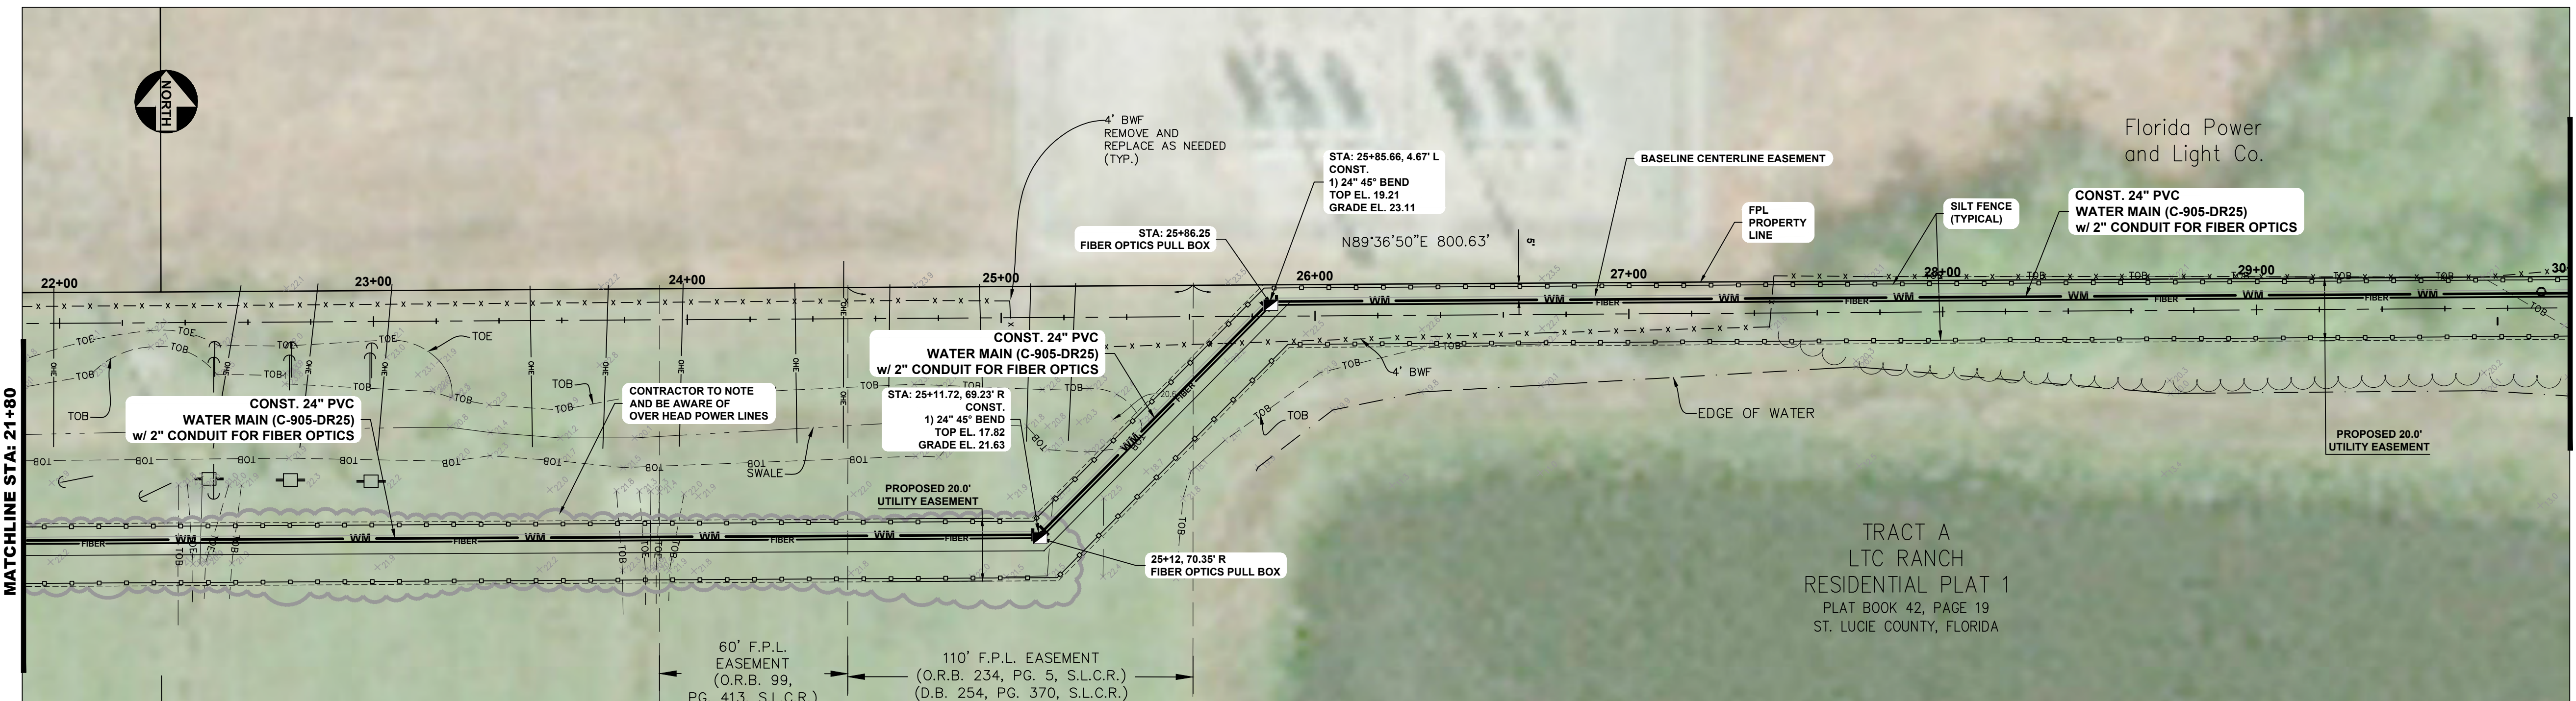 NORTH
4' BWF
REMOVE AND
REPLACE AS NEEDED
(TYP.)
STA: 25+85.66, 4.67' L
CONST.
1) 24" 45° BEND
TOP EL. 19.21
GRADE EL. 23.11
BASELINE CENTERLINE EASEMENT
Florida Power
and Light Co.
STA: 25+86.25
FIBER OPTICS PULL BOX
N89°36'50"E 800.63'
5'
FPL
PROPERTY
LINE
SILT FENCE
(TYPICAL)
CONST. 24" PVC
WATER MAIN (C-905-DR25)
w/ 2" CONDUIT FOR FIBER OPTICS
22+00
23+00
24+00
25+00
26+00
27+00
28+00
29+00
30
WM
FIBER
TOE
TOB
OHE
CONST. 24" PVC
WATER MAIN (C-905-DR25)
w/ 2" CONDUIT FOR FIBER OPTICS
4' BWF
STA: 25+11.72, 69.23' R
CONST.
1) 24" 45° BEND
TOP EL. 17.82
GRADE EL. 21.63
CONTRACTOR TO NOTE
AND BE AWARE OF
OVER HEAD POWER LINES
CONST. 24" PVC
WATER MAIN (C-905-DR25)
w/ 2" CONDUIT FOR FIBER OPTICS
EDGE OF WATER
PROPOSED 20.0'
UTILITY EASEMENT
SWALE
PROPOSED 20.0'
UTILITY EASEMENT
MATCHLINE STA: 21+80
25+12, 70.35' R
FIBER OPTICS PULL BOX
TRACT A
LTC RANCH
RESIDENTIAL PLAT 1
PLAT BOOK 42, PAGE 19
ST. LUCIE COUNTY, FLORIDA
60' F.P.L.
EASEMENT
(O.R.B. 99,
PG. 413, S.L.C.R.)
110' F.P.L. EASEMENT
(O.R.B. 234, PG. 5, S.L.C.R.)
(D.B. 254, PG. 370, S.L.C.R.)